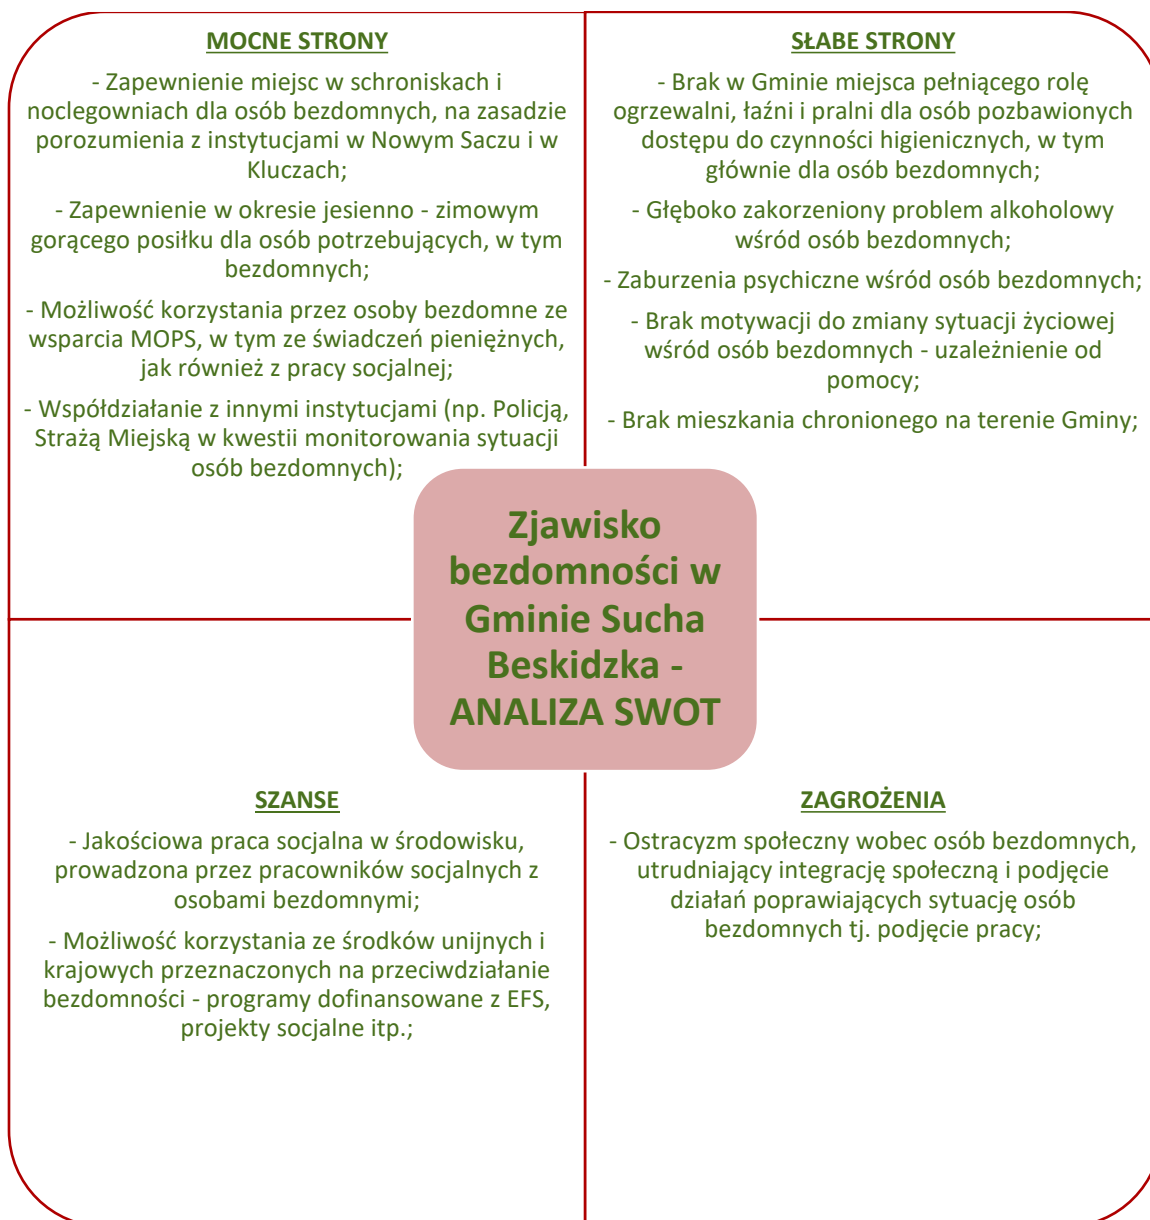 MOCNE STRONY
- Zapewnienie miejsc w schroniskach i
noclegowniach dla osób bezdomnych, na zasadzie
porozumienia z instytucjami w Nowym Saczu i w
Kluczach;
- Zapewnienie w okresie jesienno - zimowym
gorącego posiłku dla osób potrzebujących, w tym
bezdomnych;
- Możliwość korzystania przez osoby bezdomne ze
wsparcia MOPS, w tym ze świadczeń pieniężnych,
jak również z pracy socjalnej;
- Współdziałanie z innymi instytucjami (np. Policją,
Strażą Miejską w kwestii monitorowania sytuacji
osób bezdomnych);
SŁABE STRONY
- Brak w Gminie miejsca pełniącego rolę
ogrzewalni, łaźni i pralni dla osób pozbawionych
dostępu do czynności higienicznych, w tym
głównie dla osób bezdomnych;
- Głęboko zakorzeniony problem alkoholowy
wśród osób bezdomnych;
- Zaburzenia psychiczne wśród osób bezdomnych;
- Brak motywacji do zmiany sytuacji życiowej
wśród osób bezdomnych - uzależnienie od
pomocy;
- Brak mieszkania chronionego na terenie Gminy;
Zjawisko
bezdomności w
Gminie Sucha
Beskidzka -
ANALIZA SWOT
SZANSE
- Jakościowa praca socjalna w środowisku,
prowadzona przez pracowników socjalnych z
osobami bezdomnymi;
- Możliwość korzystania ze środków unijnych i
krajowych przeznaczonych na przeciwdziałanie
bezdomności - programy dofinansowane z EFS,
projekty socjalne itp.;
ZAGROŻENIA
- Ostracyzm społeczny wobec osób bezdomnych,
utrudniający integrację społeczną i podjęcie
działań poprawiających sytuację osób
bezdomnych tj. podjęcie pracy;